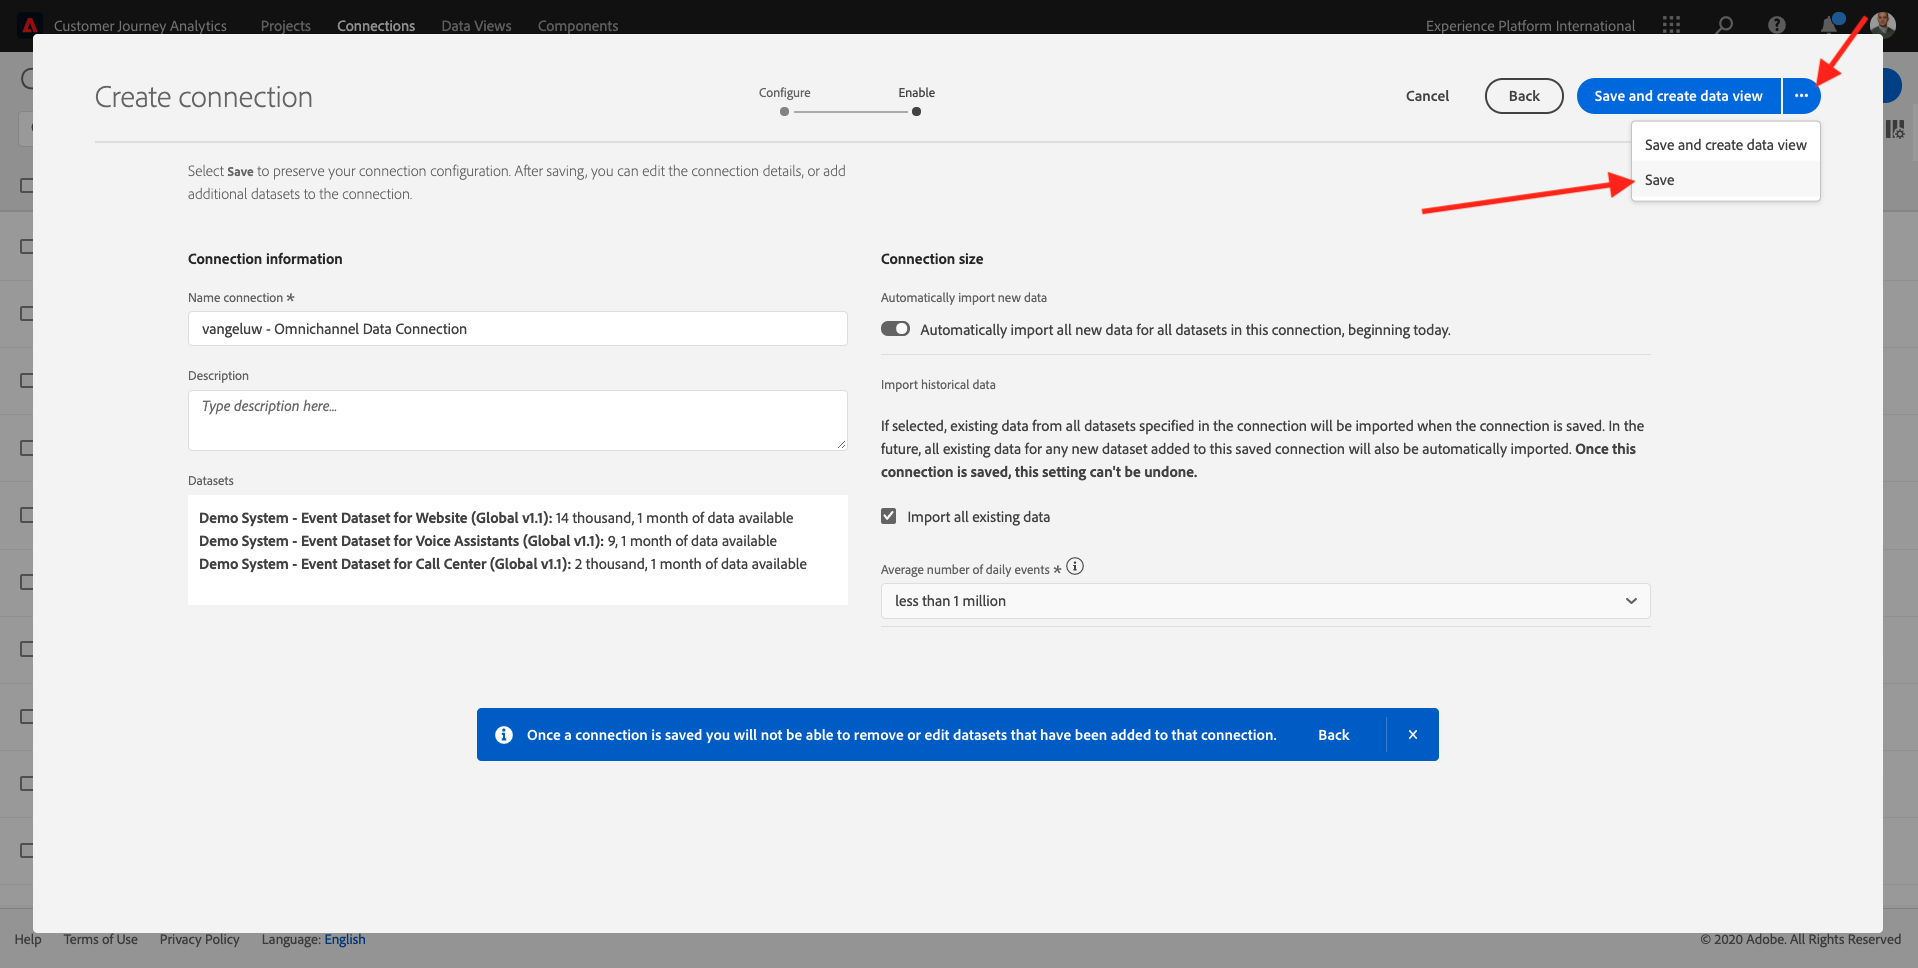 Customer Journey Analytics
Projects
Connections
Data Views
Components
Experience Platform International
Create connection
Configure
Enable
Cancel
Back
Save and create data view
Save and create data view
Save
Select Save to preserve your connection configuration. After saving, you can edit the connection details, or add
additional datasets to the connection.
Connection information
Name connection *
vangeluw - Omnichannel Data Connection
Description
Type description here...
Datasets
Demo System - Event Dataset for Website (Global v1.1): 14 thousand, 1 month of data available
Demo System - Event Dataset for Voice Assistants (Global v1.1): 9, 1 month of data available
Demo System - Event Dataset for Call Center (Global v1.1): 2 thousand, 1 month of data available
Connection size
Automatically import new data
Automatically import all new data for all datasets in this connection, beginning today.
Import historical data
If selected, existing data from all datasets specified in the connection will be imported when the connection is saved. In the
future, all existing data for any new dataset added to this saved connection will also be automatically imported. Once this
connection is saved, this setting can't be undone.
Import all existing data
Average number of daily events *
less than 1 million
Once a connection is saved you will not be able to remove or edit datasets that have been added to that connection.
Back
Help
Terms of Use
Privacy Policy
Language: English
© 2020 Adobe. All Rights Reserved